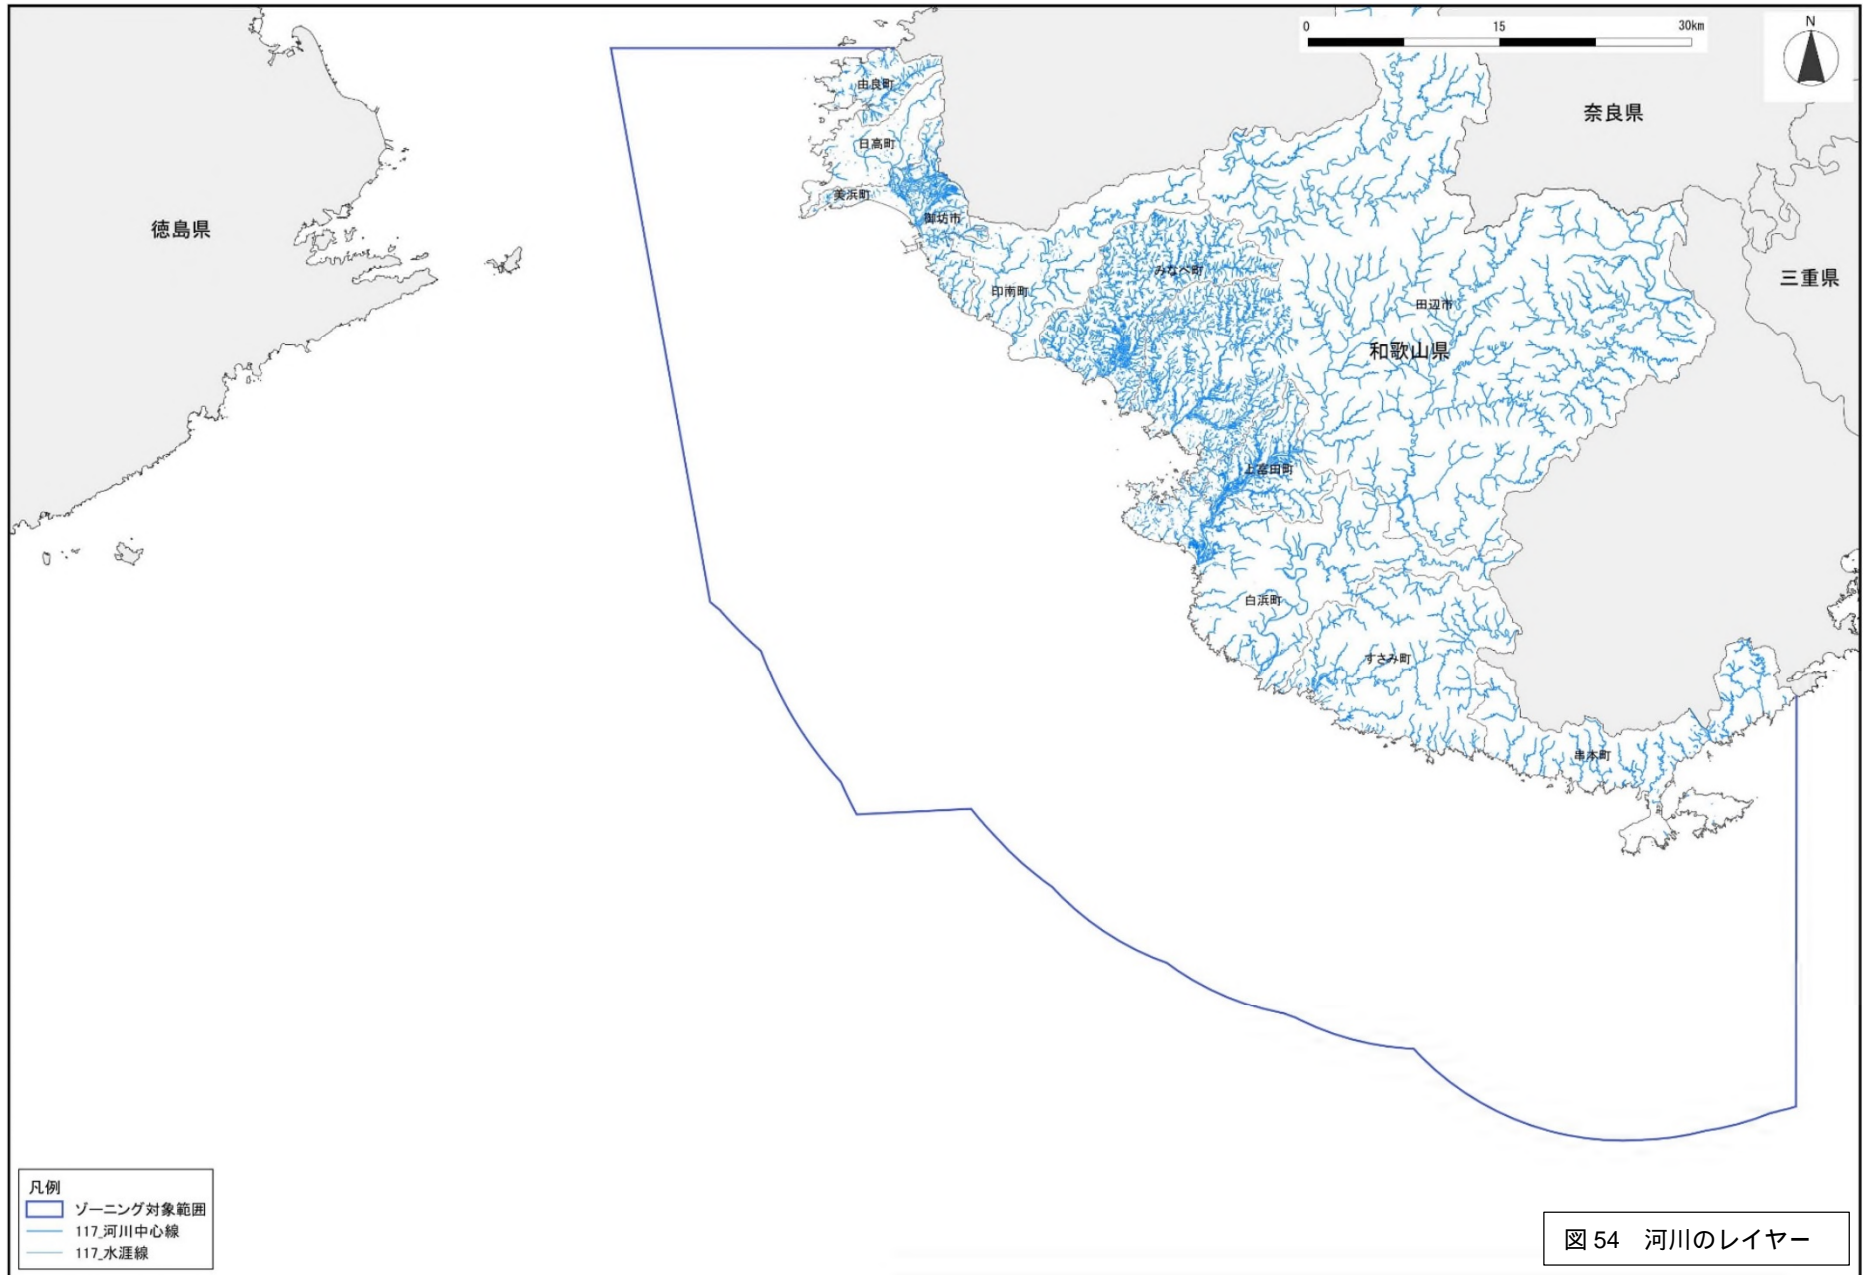 0 15 30km
N
奈良県
由良町
日高町
美浜町
徳島県
御坊市
みなべ町
三重県
印南町
田辺市
和歌山県
上富田町
白浜町
すさみ町
串本町
凡例
ゾーニング対象範囲
117_河川中心線
117_水涯線
図 54 河川のレイヤー